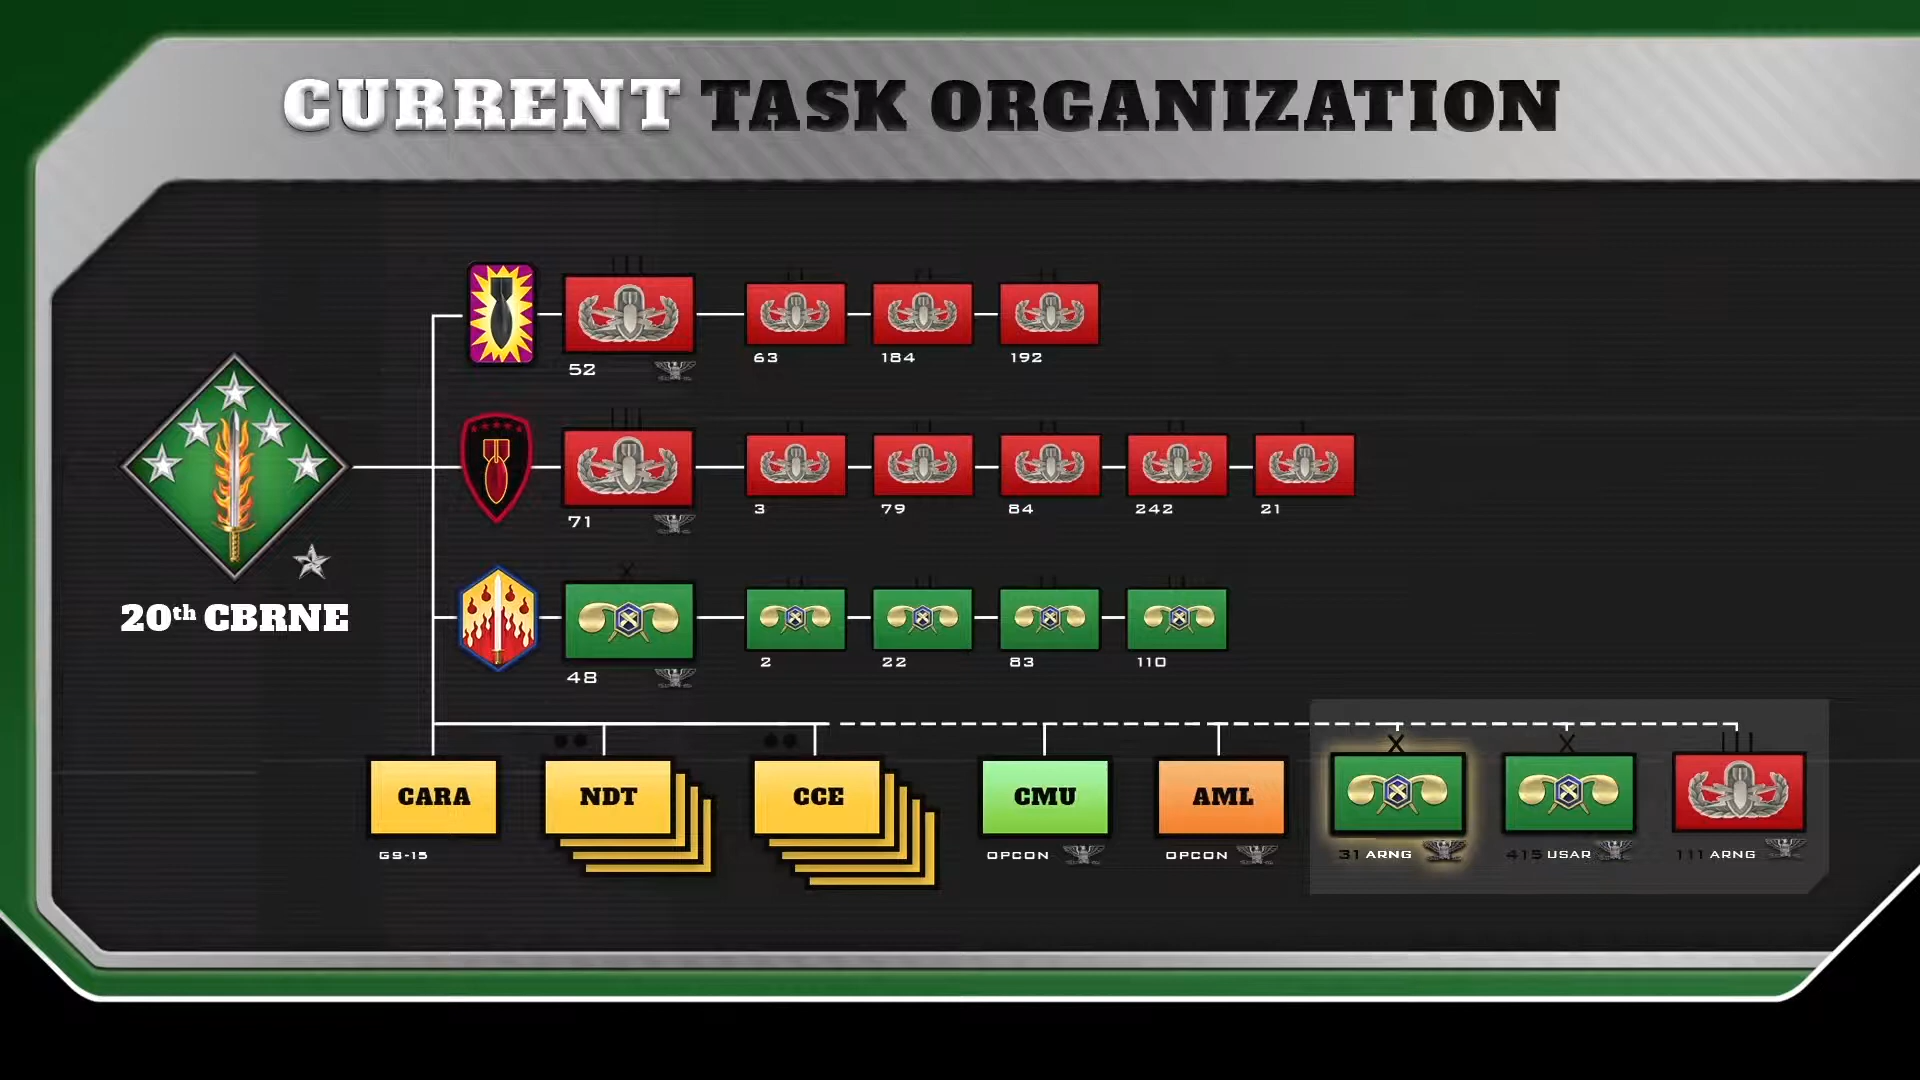 CURRENT TASK ORGANIZATION
52
63
184
192
71
3
79
84
242
21
20th CBRNE
48
2
22
83
110
CARA
NDT
CCE
CMU
AML
G9-15
OPCON
OPCON
31 ARNG
415 USAR
111 ARNG